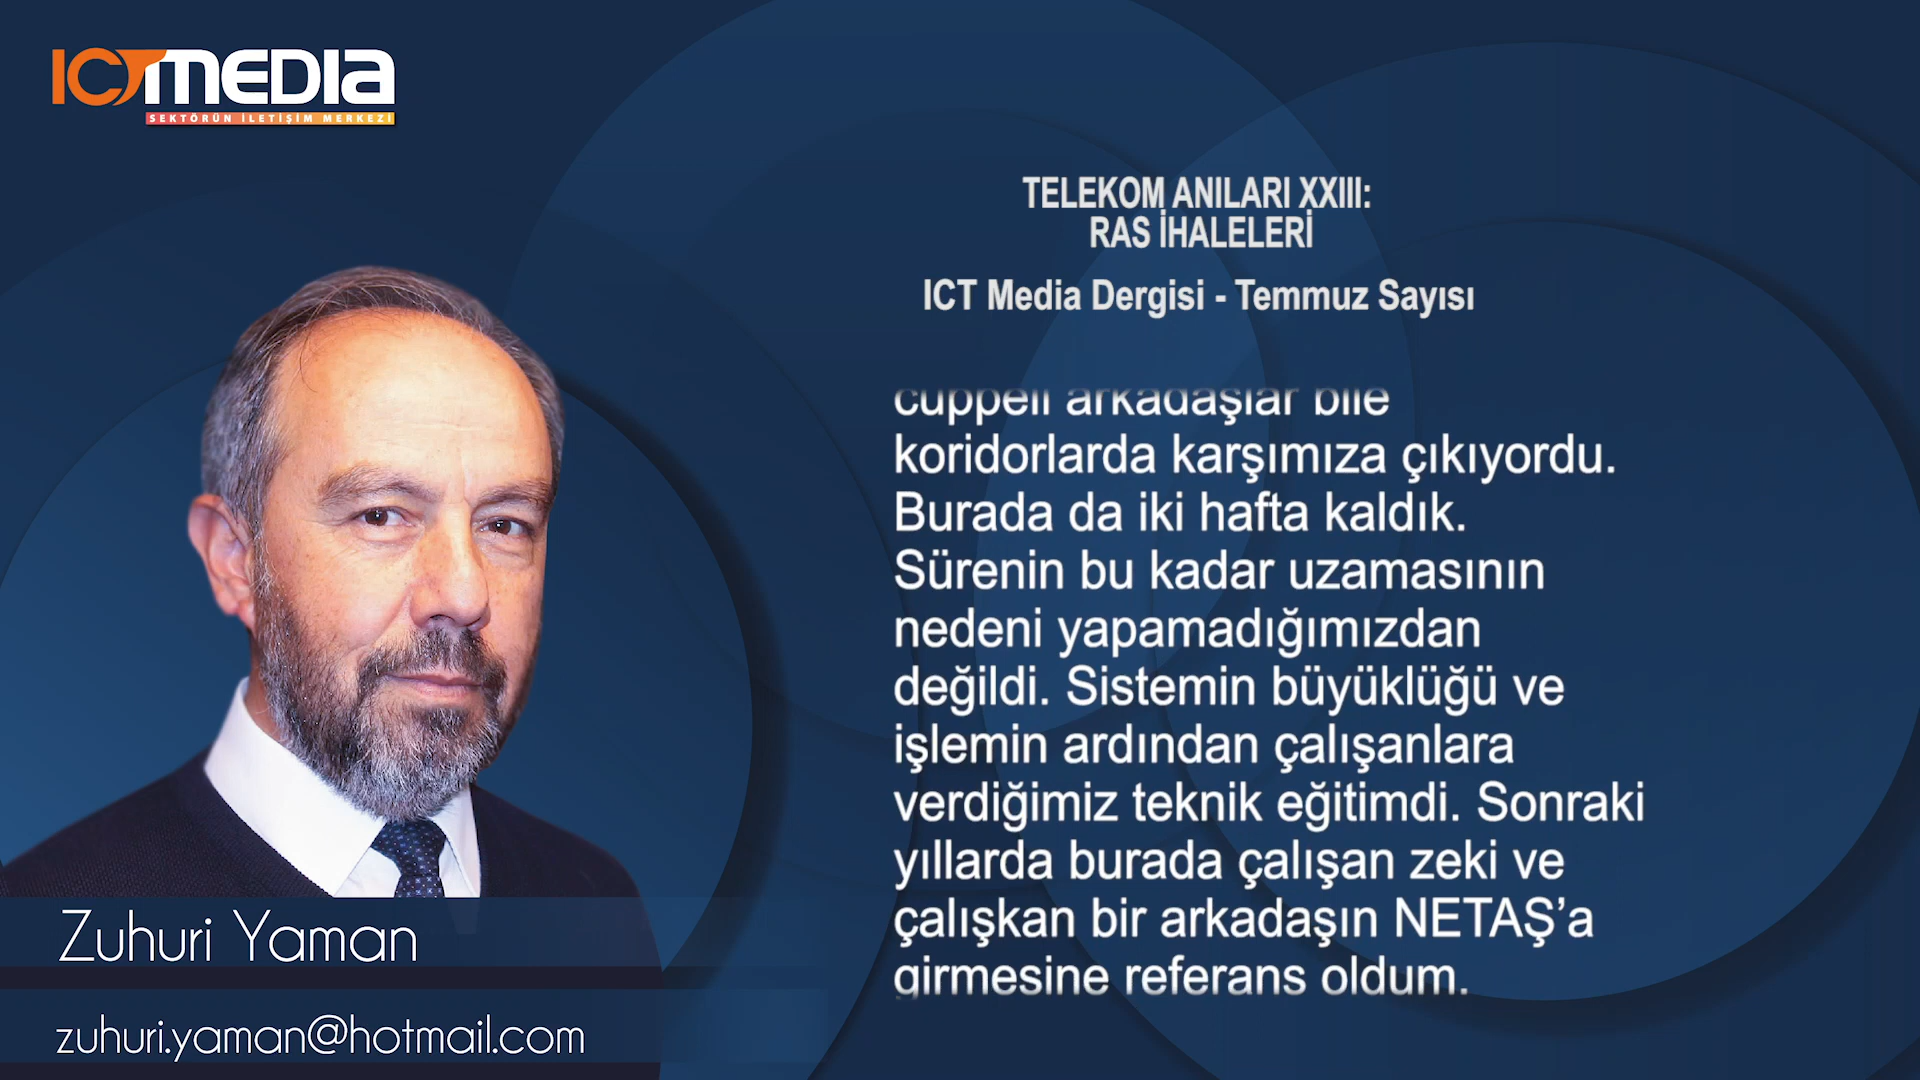 ICTMEDIA
SEKTÖRÜN İLETİŞİM MERKEZİ
TELEKOM ANILARI XXIII:
RAS İHALELERİ
ICT Media Dergisi - Temmuz Sayısı
cüppeli arkadaşlar bile
koridorlarda karşımıza çıkıyordu.
Burada da iki hafta kaldık.
Sürenin bu kadar uzamasının
nedeni yapamadığımızdan
değildi. Sistemin büyüklüğü ve
işlemin ardından çalışanlara
verdiğimiz teknik eğitimdi. Sonraki
yıllarda burada çalışan zeki ve
çalışkan bir arkadaşın NETAŞ’a
girmesine referans oldum.
Zuhuri Yaman
zuhuri.yaman@hotmail.com